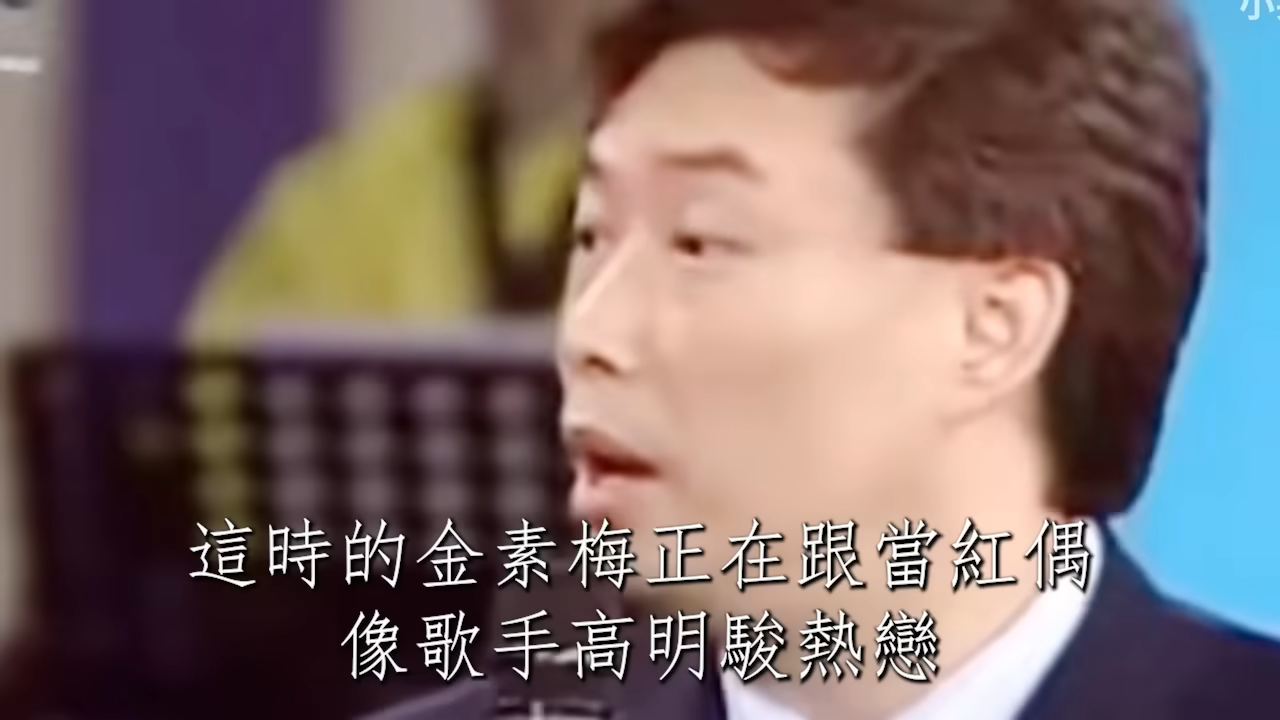 小
這時的金素梅正在跟當紅偶
像歌手高明駿熱戀